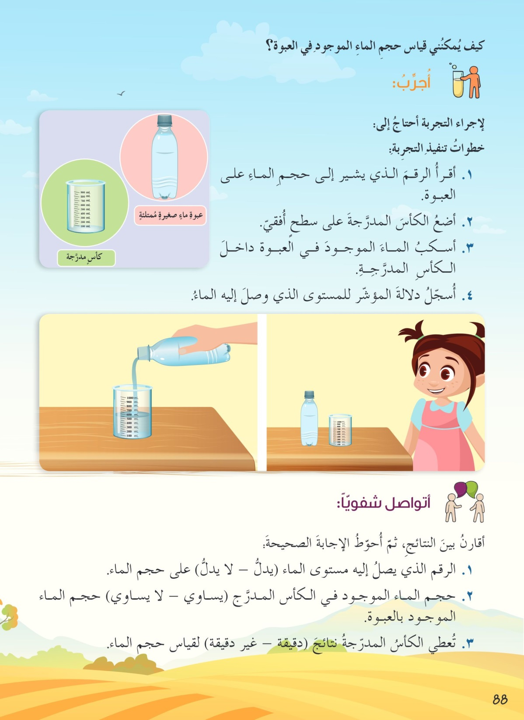 كيف يُمكنُني قياس حجمِ الماءِ الموجودِ في العبوة؟
أُجرِّبُ:
لإجراء التجربة أحتاجُ إلى:
خطواتُ تنفيذِ التجربة:
١. أقرأُ الرقمَ الذي يشير إلى حجمِ الماءِ على
العبوة.
٢. أضعُ الكأسَ المدرَّجةَ على سطحٍ أُفقيّ.
٣. أسكبُ الماءَ الموجودَ في العبوة داخلَ
الكأسِ المدرَّجةِ.
٤. أُسجّلُ دلالةَ المؤشّر للمستوى الذي وصلَ إليه الماءُ.
عبوة ماءٍ صغيرةٍ مُمتلئةٍ
كأسٍ مدرّجة
أتواصل شفويّاً:
أقارنُ بينَ النتائجِ، ثمّ أُحوّطُ الإجابةَ الصحيحةَ:
١. الرقم الذي يصلُ إليه مستوى الماء (يدلُّ – لا يدلُّ) على حجم الماء.
٢. حجم الماء الموجود في الكأس المدرَّج (يساوي – لا يساوي) حجم الماء
الموجود بالعبوة.
٣. تُعطي الكأسُ المدرّجةُ نتائجَ (دقيقة – غير دقيقة) لقياس حجم الماء.
٨٨